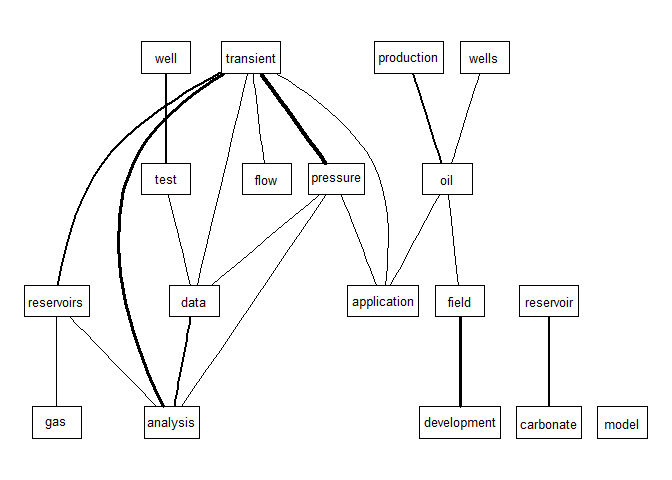 well
transient
production
wells
test
flow
pressure
oil
reservoirs
data
application
field
reservoir
gas
analysis
development
carbonate
model